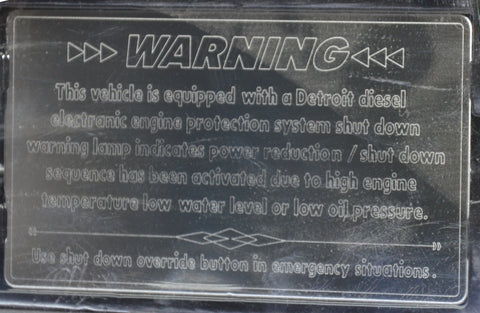 WARNING
This vehicle is equipped with a Detroit diesel
electronic engine protection system shut down
warning lamp indicates power reduction / shut down
sequence has been activated due to high engine
temperature low water level or low oil pressure.
Use shut down override button in emergency situations.